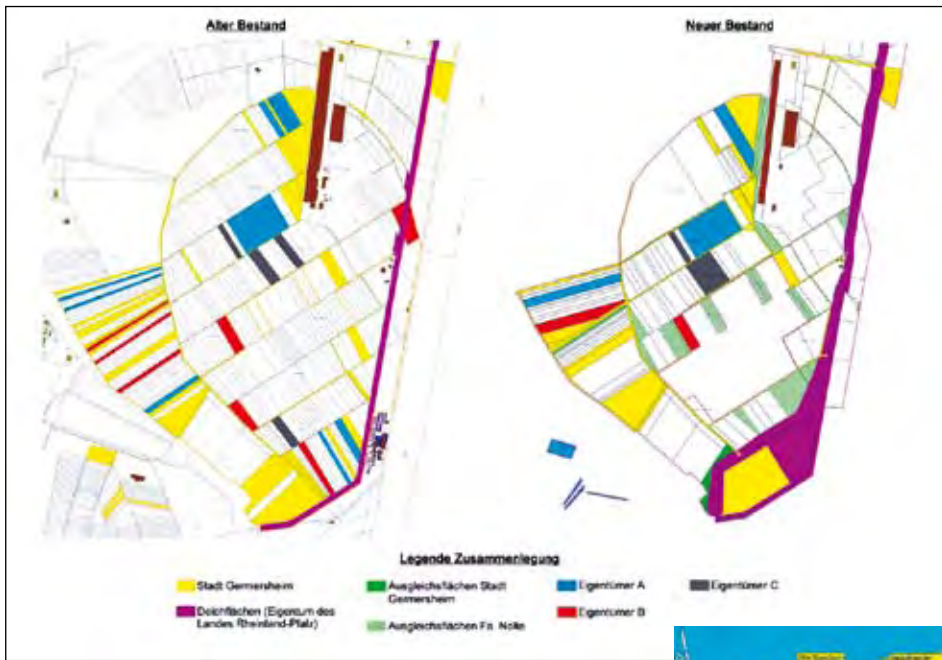 Alter Bestand
Neuer Bestand
Legende Zusammenlegung
Stadt Germersheim
Deichflächen (Eigentum des
Landes Rheinland-Pfalz)
Ausgleichsflächen Stadt
Germersheim
Ausgleichsflächen Fa. Nolte
Eigentümer A
Eigentümer B
Eigentümer C